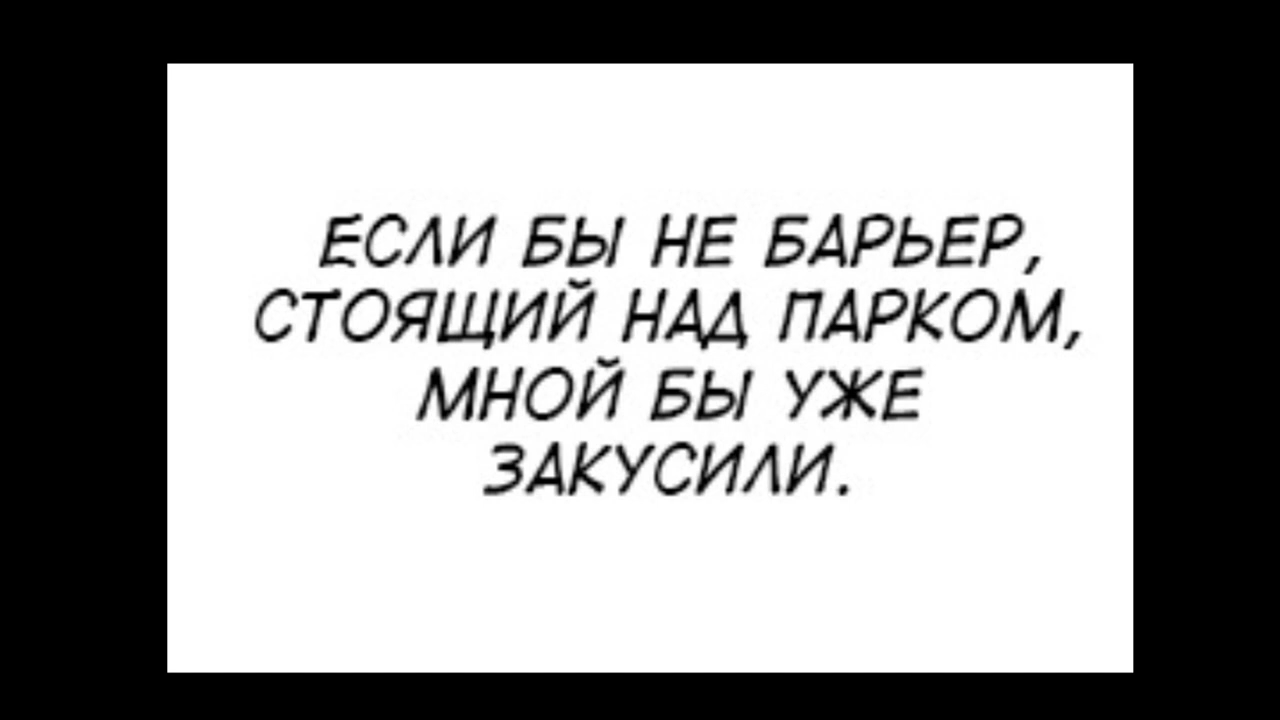 ЕСЛИ БЫ НЕ БАРЬЕР,
СТОЯЩИЙ НАД ПАРКОМ,
МНОЙ БЫ УЖЕ
ЗАКУСИЛИ.